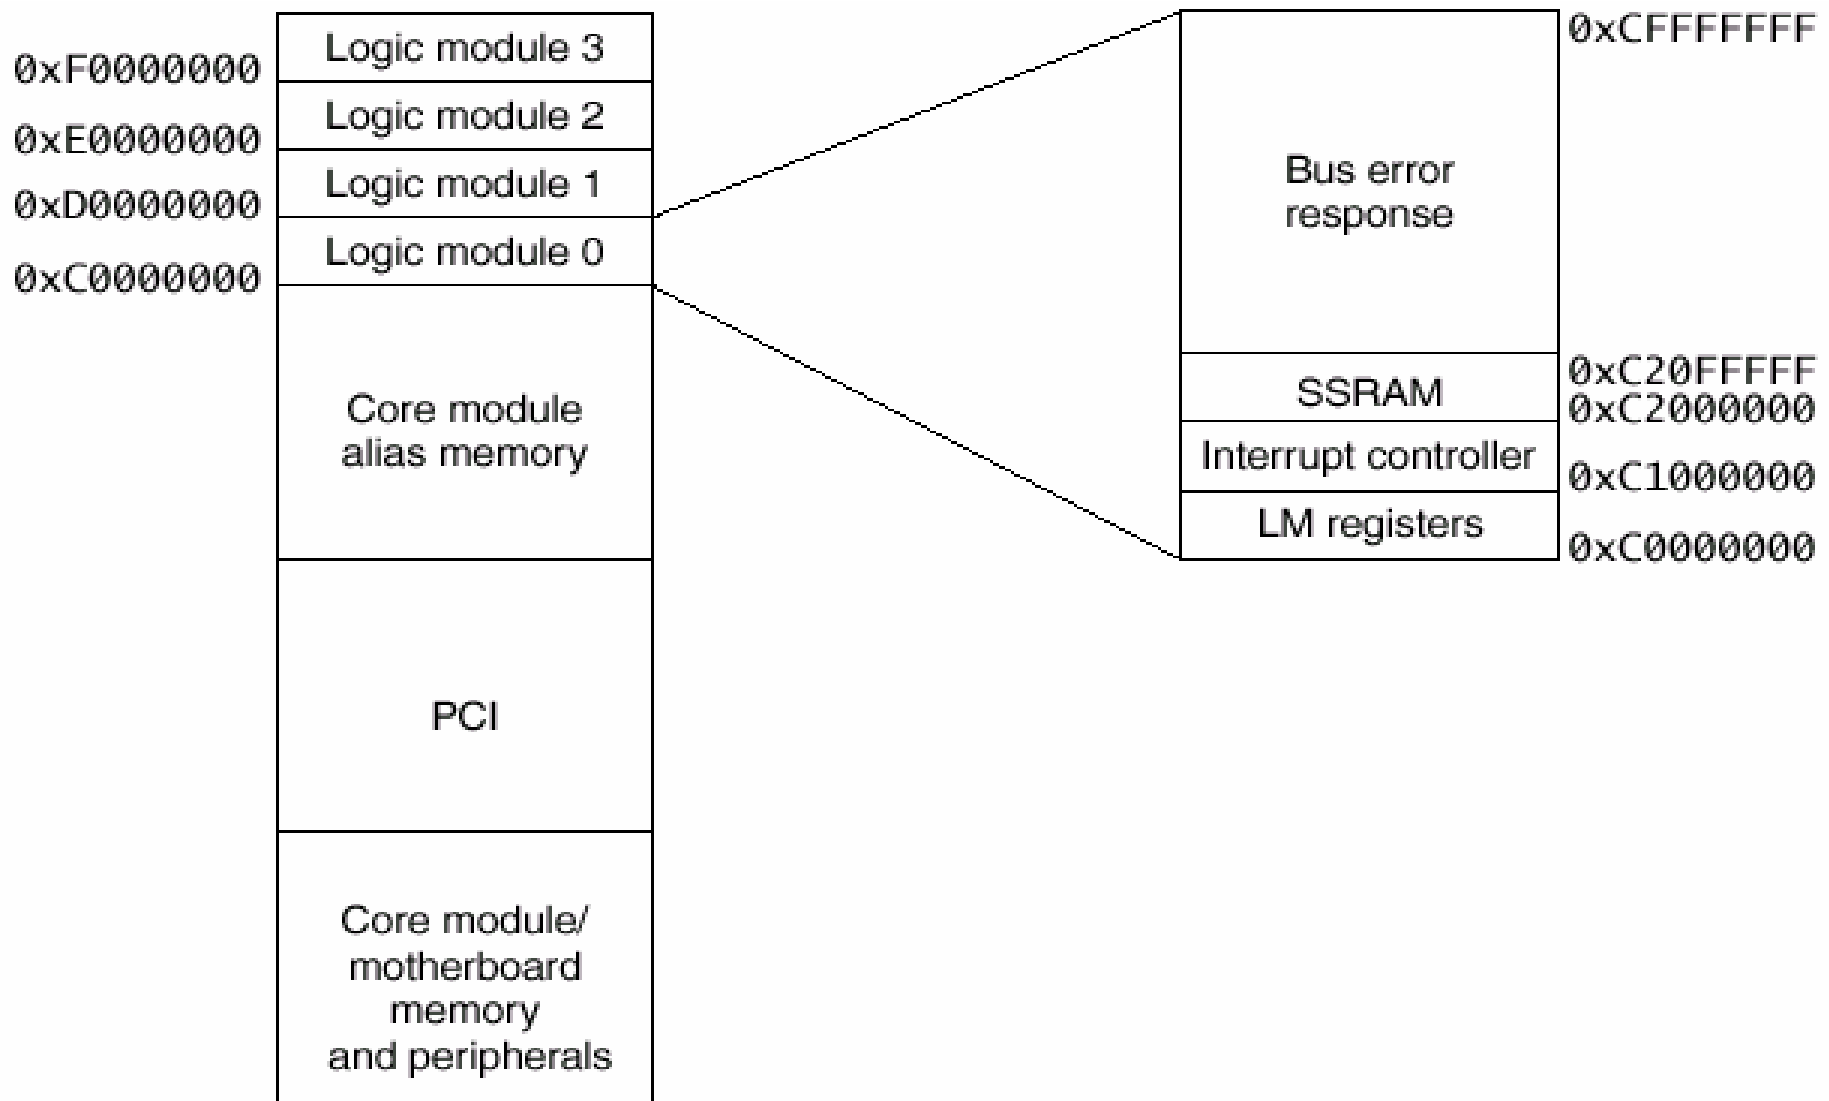 Logic module 3
0xF0000000
Logic module 2
0xE0000000
Logic module 1
0xD0000000
Logic module 0
0xC0000000
Core module
alias memory
PCI
Core module/
motherboard
memory
and peripherals
0xCFFFFFFF
Bus error
response
0xC20FFFFF
SSRAM
0xC2000000
Interrupt controller
0xC1000000
LM registers
0xC0000000